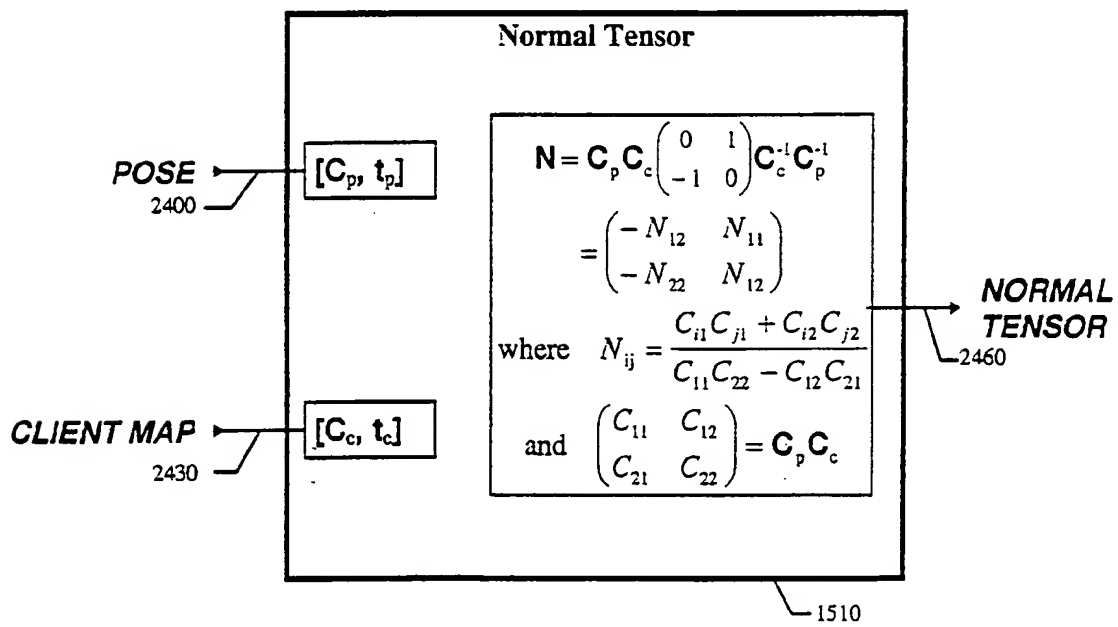 Normal Tensor
POSE
2400
[C_p, t_p]
N = C_p C_c ( 0 1 ; -1 0 ) C_c^-1 C_p^-1
= ( -N_12 N_11 ; -N_22 N_12 )
where N_ij = (C_i1 C_j1 + C_i2 C_j2) / (C_11 C_22 - C_12 C_21)
and ( C_11 C_12 ; C_21 C_22 ) = C_p C_c
NORMAL
TENSOR
2460
CLIENT MAP
2430
[C_c, t_c]
1510